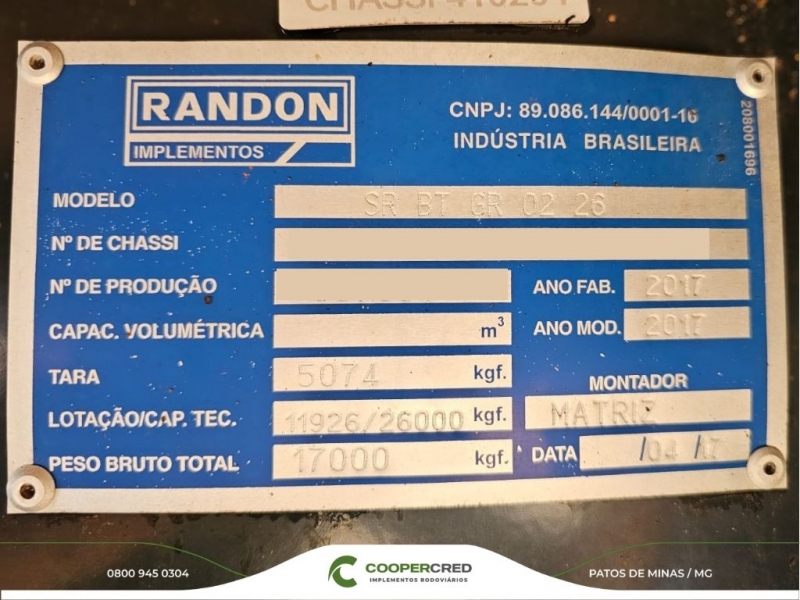 RANDON
IMPLEMENTOS
CNPJ: 89.086.144/0001-16
INDÚSTRIA BRASILEIRA
208001696
MODELO SR BT GR 02 26
Nº DE CHASSI
Nº DE PRODUÇÃO ANO FAB. 2017
CAPAC. VOLUMÉTRICA m³ ANO MOD. 2017
TARA 5074 kgf. MONTADOR
LOTAÇÃO/CAP. TEC. 11926/26000 kgf. MATRIZ
PESO BRUTO TOTAL 17000 kgf. DATA /04/17
0800 945 0304
COOPERCRED
IMPLEMENTOS RODOVIÁRIOS
PATOS DE MINAS / MG